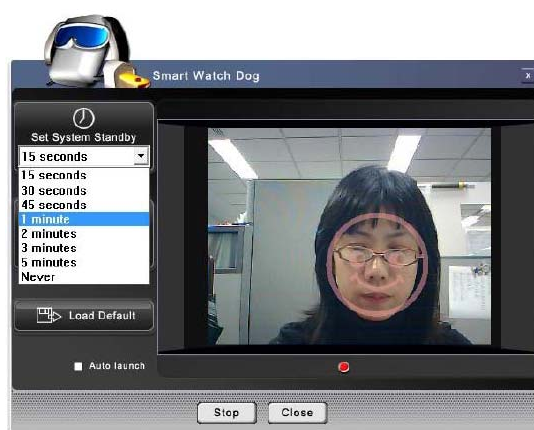 Smart Watch Dog
x
Set System Standby
15 seconds
15 seconds
30 seconds
45 seconds
1 minute
2 minutes
3 minutes
5 minutes
Never
Load Default
Auto launch
Stop
Close